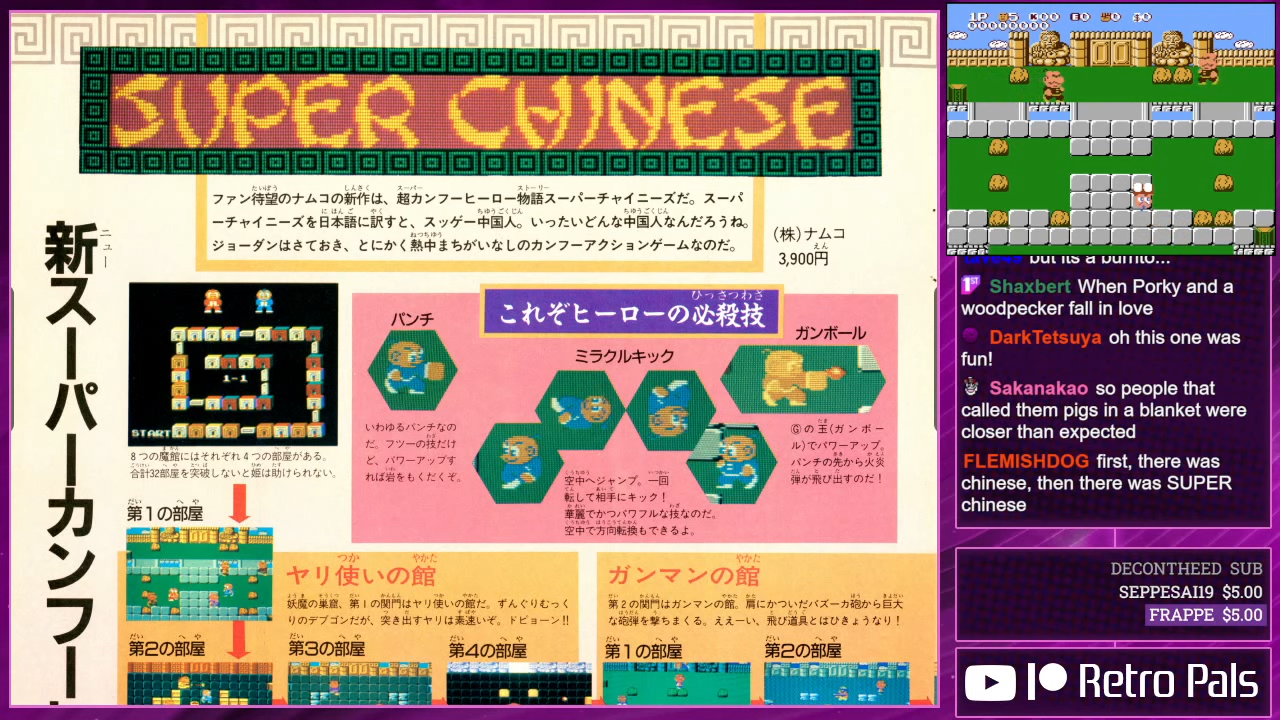 SUPER CHINESE
ファン待望のナムコの新作は、超カンフーヒーロー物語スーパーチャイニーズだ。スーパ
ーチャイニーズを日本語に訳すと、スッゲー中国人。いったいどんな中国人なんだろうね。
ジョーダンはさておき、とにかく熱中まちがいなしのカンフーアクションゲームなのだ。
(株)ナムコ
3,900円
新スーパーカンフー
ニュー
1-1
START
8つの魔館にはそれぞれ4つの部屋がある。
合計32部屋を突破しないと姫は助けられない。
これぞヒーローの必殺技
パンチ
いわゆるパンチなの
だ。フツーの技だけ
ど、パワーアップす
れば岩をもくだくぞ。
ミラクルキック
空中へジャンプ。一回
転して相手にキック！
華麗でかつパワフルな技なのだ。
空中で方向転換もできるよ。
ガンボール
Ⓖの玉(ガンボー
ル)でパワーアップ。
パンチの先から火炎
弾が飛び出すのだ！
第1の部屋
ヤリ使いの館
妖魔の巣窟、第1の関門はヤリ使いの館だ。ずんぐりむっく
りのデブゴンだが、突き出すヤリは素速いぞ。ドピョーン!!
第2の部屋
第3の部屋
第4の部屋
ガンマンの館
第2の関門はガンマンの館。肩にかついだバズーカ砲から巨大
な砲弾を撃ちまくる。ええーい、飛び道具とはひきょうなり！
第1の部屋
第2の部屋
1P
but its a burrito...
Shaxbert When Porky and a
woodpecker fall in love
DarkTetsuya oh this one was
fun!
Sakanakao so people that
called them pigs in a blanket were
closer than expected
FLEMISHDOG first, there was
chinese, then there was SUPER
chinese
DECONTHEED SUB
SEPPESAI19 $5.00
FRAPPE $5.00
Retro Pals